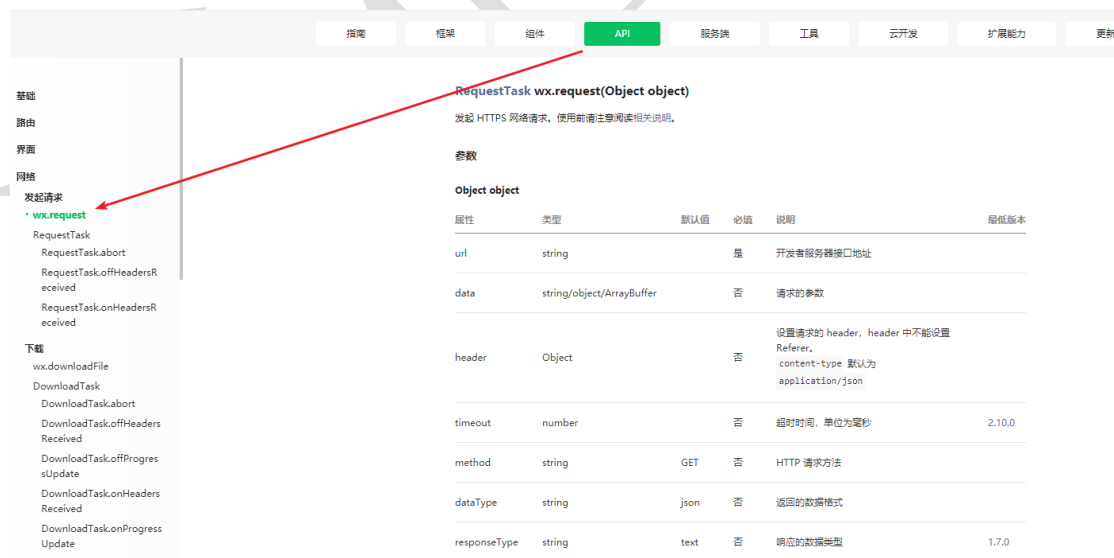 指南 框架 组件 API 服务端 工具 云开发 扩展能力 更新
基础
路由
界面
网络
发起请求
· wx.request
RequestTask
RequestTask.abort
RequestTask.offHeadersR
eceived
RequestTask.onHeadersR
eceived
下载
wx.downloadFile
DownloadTask
DownloadTask.abort
DownloadTask.offHeaders
Received
DownloadTask.offProgres
sUpdate
DownloadTask.onHeaders
Received
DownloadTask.onProgress
Update
RequestTask wx.request(Object object)
发起 HTTPS 网络请求。使用前请注意阅读相关说明。
参数
Object object
属性 类型 默认值 必填 说明 最低版本
url string 是 开发者服务器接口地址
data string/object/ArrayBuffer 否 请求的参数
header Object 否 设置请求的 header，header 中不能设置
Referer。
content-type 默认为
application/json
timeout number 否 超时时间，单位为毫秒 2.10.0
method string GET 否 HTTP 请求方法
dataType string json 否 返回的数据格式
responseType string text 否 响应的数据类型 1.7.0